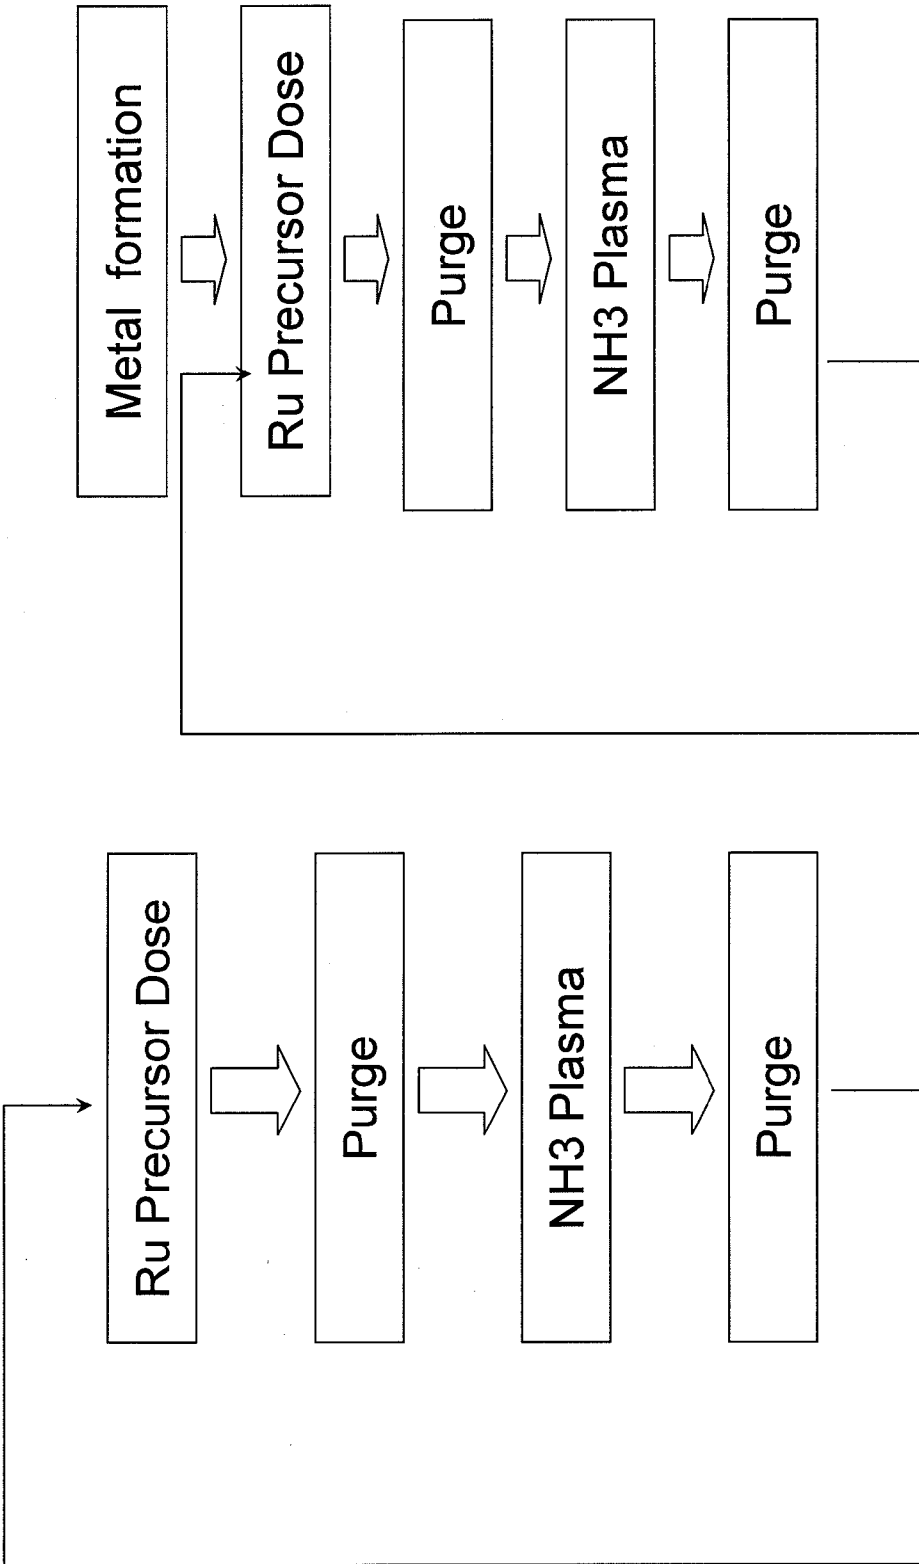 Ru Precursor Dose
Purge
NH3 Plasma
Purge
Metal formation
Ru Precursor Dose
Purge
NH3 Plasma
Purge